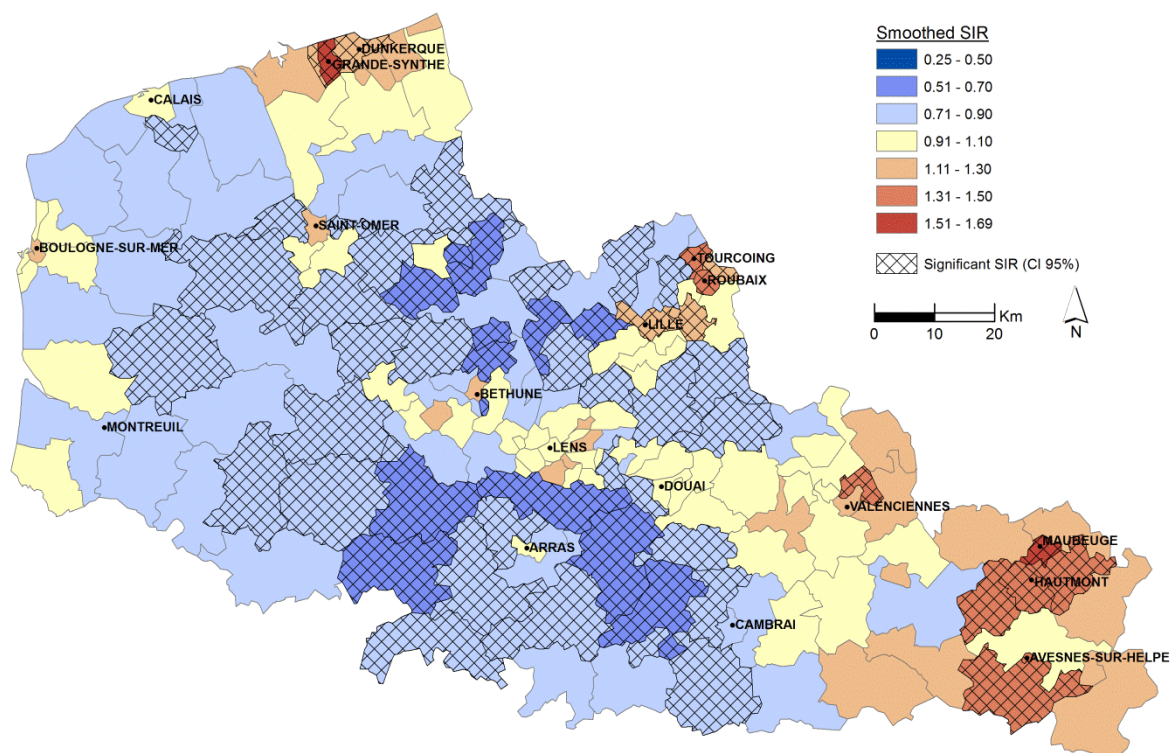 Smoothed SIR
0.25 - 0.50
0.51 - 0.70
0.71 - 0.90
0.91 - 1.10
1.11 - 1.30
1.31 - 1.50
1.51 - 1.69
Significant SIR (CI 95%)
0 10 20 Km
N
DUNKERQUE
GRANDE-SYNTHE
CALAIS
SAINT-OMER
BOULOGNE-SUR-MER
TOURCOING
ROUBAIX
LILLE
BETHUNE
MONTREUIL
LENS
DOUAI
VALENCIENNES
ARRAS
MAUBEUGE
HAUTMONT
CAMBRAI
AVESNES-SUR-HELPE